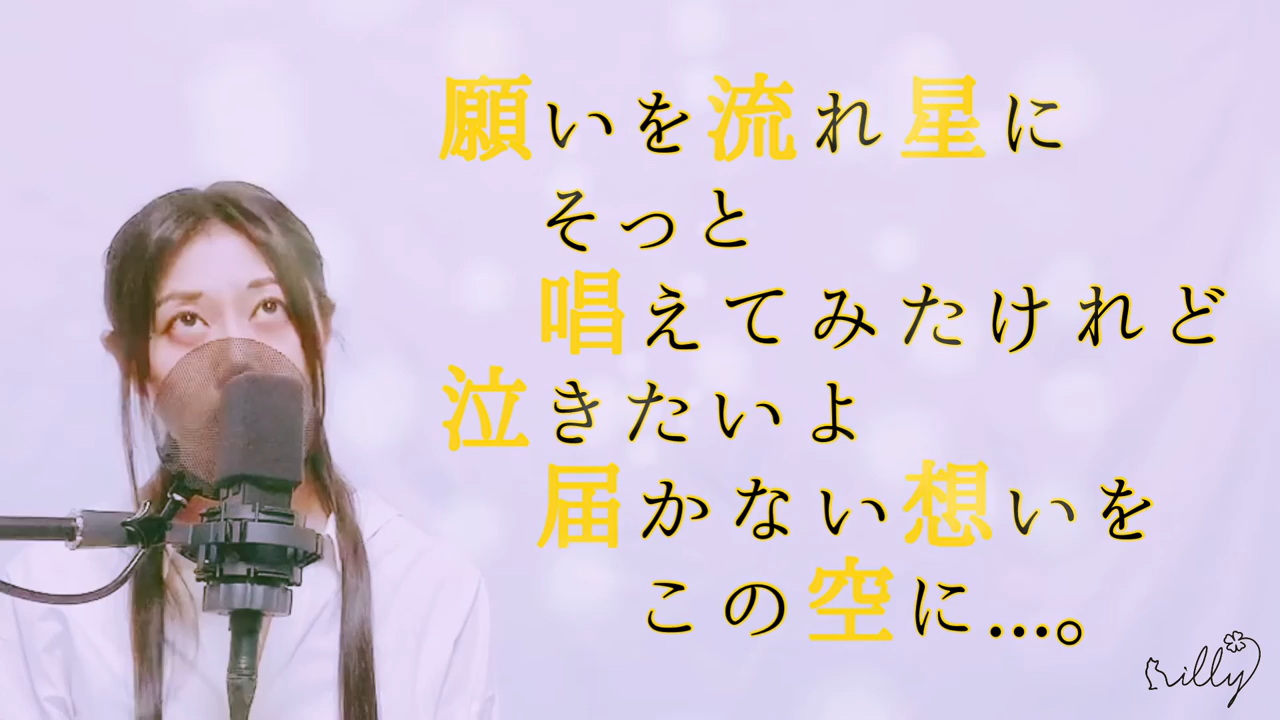 願いを流れ星に
そっと
唱えてみたけれど
泣きたいよ
届かない想いを
この空に...。